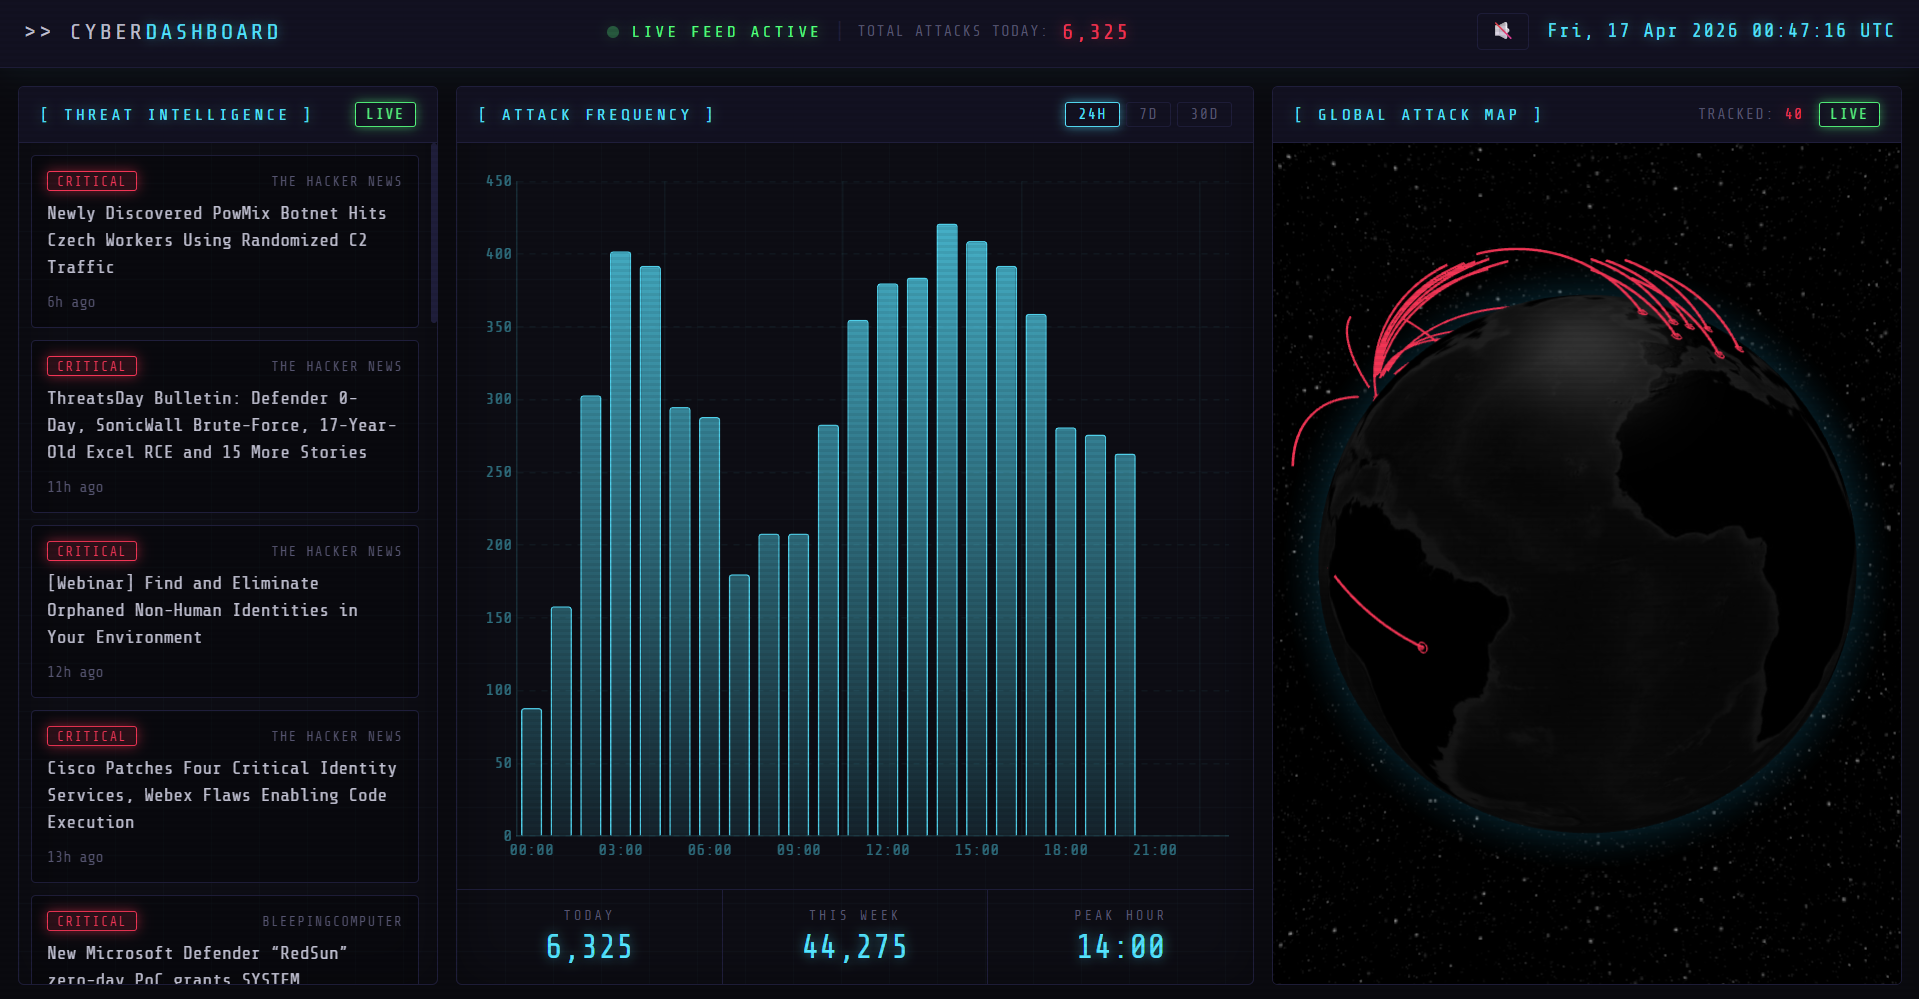 >> CYBERDASHBOARD
LIVE FEED ACTIVE
TOTAL ATTACKS TODAY: 6,325
Fri, 17 Apr 2026 00:47:16 UTC
[ THREAT INTELLIGENCE ]
LIVE
CRITICAL
THE HACKER NEWS
Newly Discovered PowMix Botnet Hits
Czech Workers Using Randomized C2
Traffic
6h ago
CRITICAL
THE HACKER NEWS
ThreatsDay Bulletin: Defender 0-
Day, SonicWall Brute-Force, 17-Year-
Old Excel RCE and 15 More Stories
11h ago
CRITICAL
THE HACKER NEWS
[Webinar] Find and Eliminate
Orphaned Non-Human Identities in
Your Environment
12h ago
CRITICAL
THE HACKER NEWS
Cisco Patches Four Critical Identity
Services, Webex Flaws Enabling Code
Execution
13h ago
CRITICAL
BLEEPINGCOMPUTER
New Microsoft Defender “RedSun”
zero-day PoC grants SYSTEM
[ ATTACK FREQUENCY ]
24H
7D
30D
450
400
350
300
250
200
150
100
50
0
00:00
03:00
06:00
09:00
12:00
15:00
18:00
21:00
TODAY
6,325
THIS WEEK
44,275
PEAK HOUR
14:00
[ GLOBAL ATTACK MAP ]
TRACKED: 40
LIVE